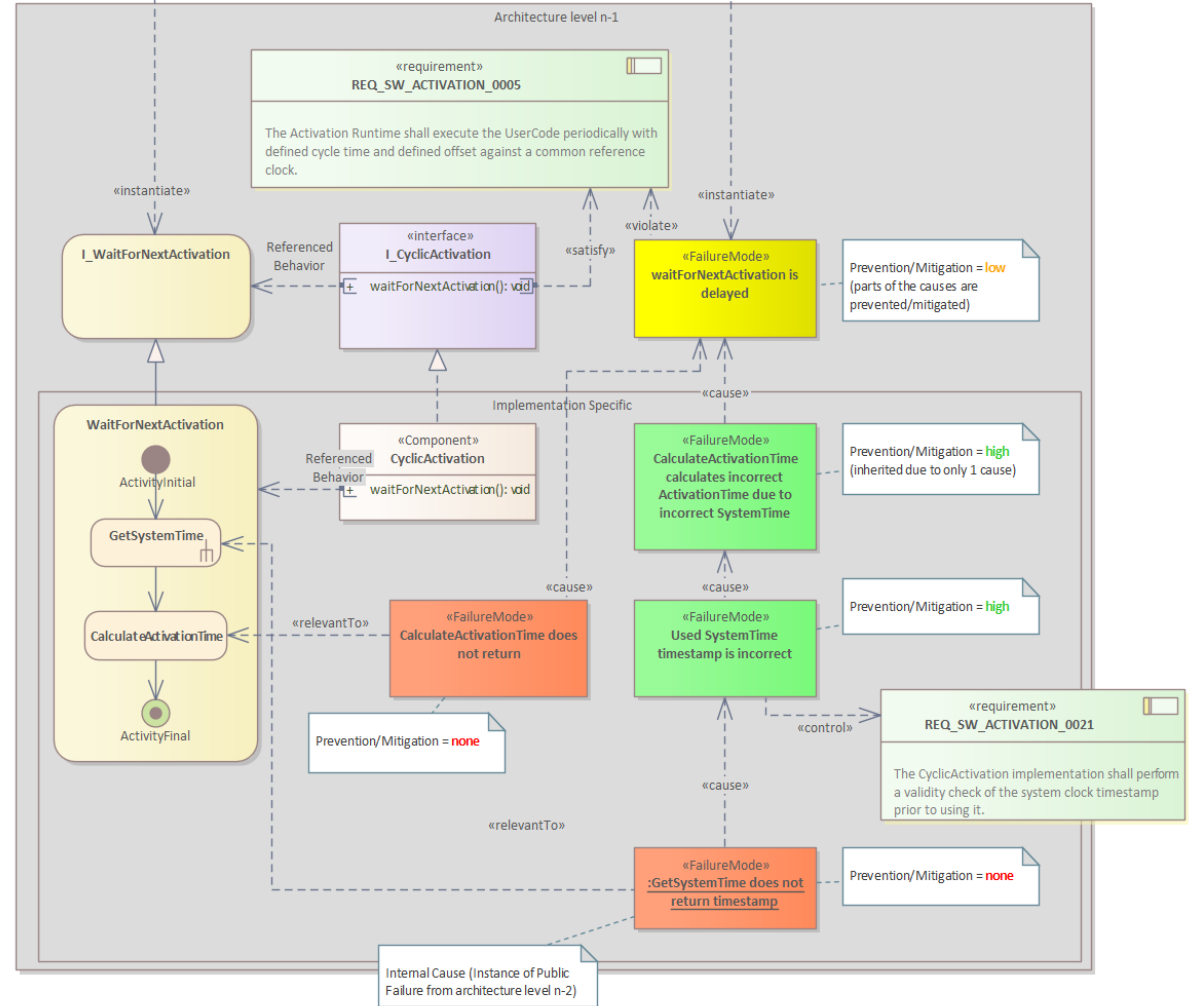 Architecture level n-1
«requirement»
REQ_SW_ACTIVATION_0005
The Activation Runtime shall execute the UserCode periodically with
defined cycle time and defined offset against a common reference
clock.
«instantiate»
«instantiate»
«violate»
«satisfy»
I_WaitForNextActivation
Referenced
Behavior
«interface»
I_CyclicActivation
+ waitForNextActivation(): void
«FailureMode»
waitForNextActivation is
delayed
Prevention/Mitigation = low
(parts of the causes are
prevented/mitigated)
«cause»
Implementation Specific
WaitForNextActivation
ActivityInitial
GetSystemTime
CalculateActivationTime
ActivityFinal
Referenced
Behavior
«Component»
CyclicActivation
+ waitForNextActivation(): void
«FailureMode»
CalculateActivationTime
calculates incorrect
ActivationTime due to
incorrect SystemTime
Prevention/Mitigation = high
(inherited due to only 1 cause)
«cause»
«cause»
«relevantTo»
«FailureMode»
CalculateActivationTime does
not return
Prevention/Mitigation = none
«FailureMode»
Used SystemTime
timestamp is incorrect
Prevention/Mitigation = high
«control»
«requirement»
REQ_SW_ACTIVATION_0021
The CyclicActivation implementation shall perform
a validity check of the system clock timestamp
prior to using it.
«cause»
«relevantTo»
«FailureMode»
:GetSystemTime does not
return timestamp
Prevention/Mitigation = none
Internal Cause (Instance of Public
Failure from architecture level n-2)